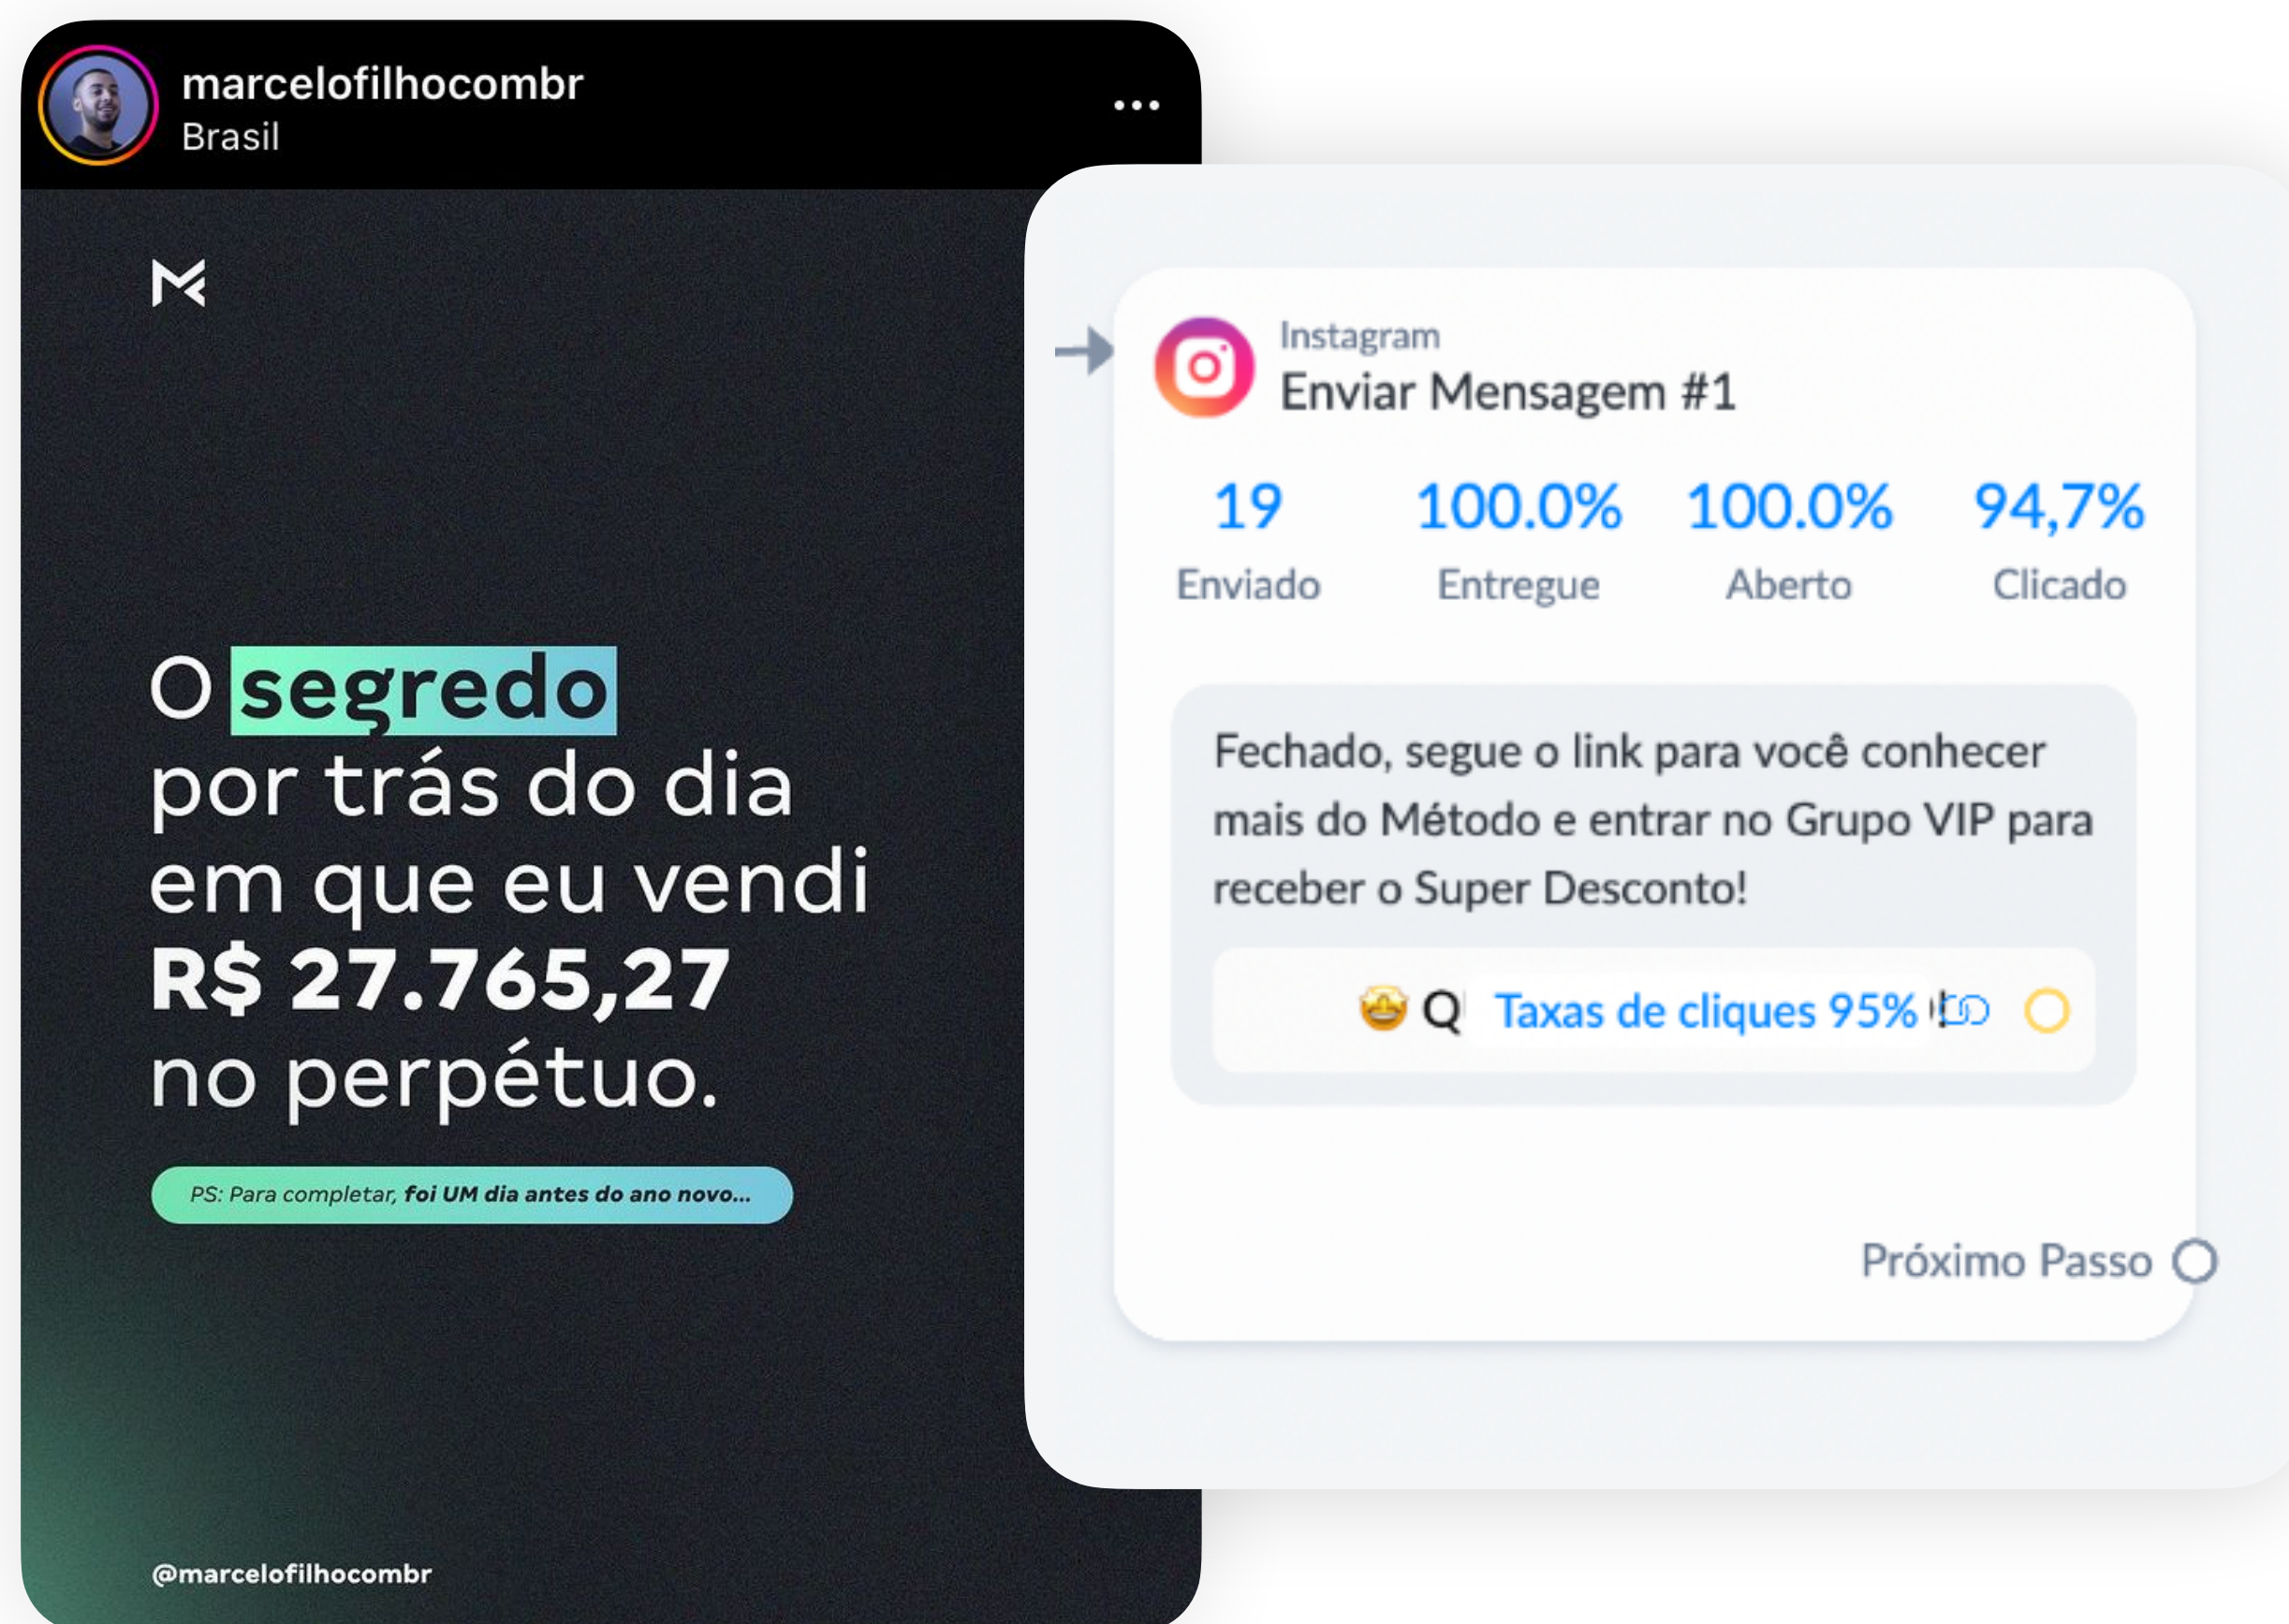 marcelofilhocombr
Brasil
O segredo
por trás do dia
em que eu vendi
R$ 27.765,27
no perpétuo.
PS: Para completar, foi UM dia antes do ano novo...
@marcelofilhocombr
Instagram
Enviar Mensagem #1
19 100.0% 100.0% 94,7%
Enviado Entregue Aberto Clicado
Fechado, segue o link para você conhecer
mais do Método e entrar no Grupo VIP para
receber o Super Desconto!
🤩 Q Taxas de cliques 95% !
Próximo Passo